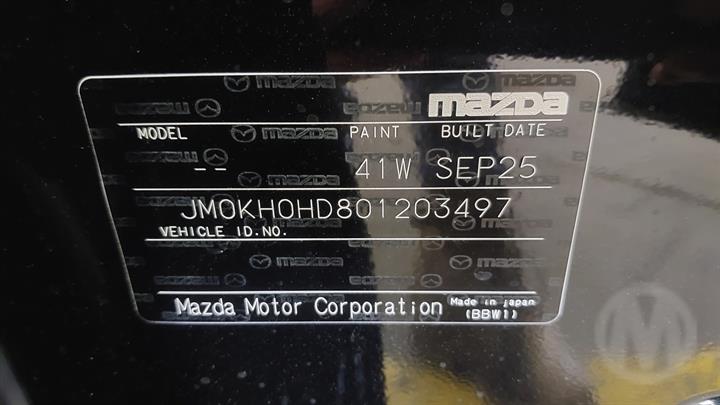 mazda
MODEL PAINT BUILT DATE
-- 41W SEP25
JM0KH0HD801203497
VEHICLE ID.NO.
Mazda Motor Corporation Made in japan
(BBW1)